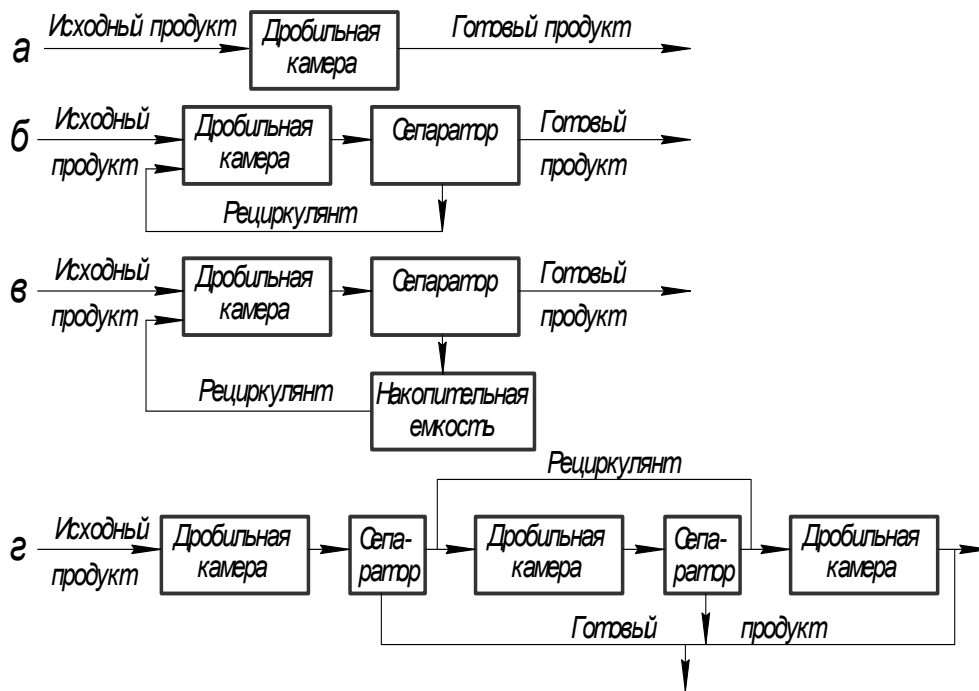 а Исходный продукт Дробильная Готовый продукт
камера
б Исходный Дробильная Сепаратор Готовый
продукт камера продукт
Рециркулянт
в Исходный Дробильная Сепаратор Готовый
продукт камера продукт
Рециркулянт Накопительная
емкость
Рециркулянт
г Исходный Дробильная Сепа- Дробильная Сепа- Дробильная
продукт камера ратор камера ратор камера
Готовый продукт